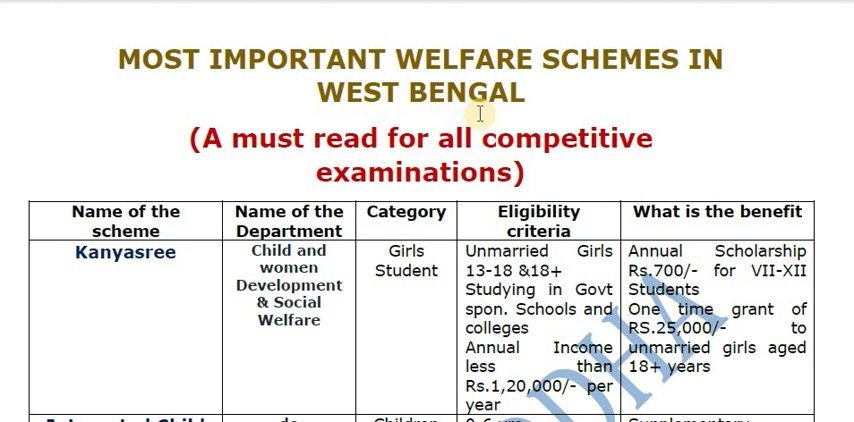 MOST IMPORTANT WELFARE SCHEMES IN
WEST BENGAL
(A must read for all competitive
examinations)
Name of the
scheme
Name of the
Department
Category
Eligibility
criteria
What is the benefit
Kanyasree
Child and
women
Development
& Social
Welfare
Girls
Student
Unmarried Girls
13-18 &18+
Studying in Govt
spon. Schools and
colleges
Annual Income
less than
Rs.1,20,000/- per
year
Annual Scholarship
Rs.700/- for VII-XII
Students
One time grant of
RS.25,000/- to
unmarried girls aged
18+ years